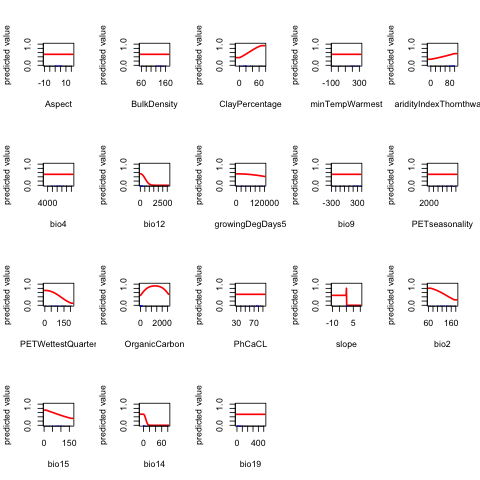 predicted value predicted value predicted value predicted value predicted value
0.0 1.0 0.0 1.0 0.0 1.0 0.0 1.0 0.0 1.0
-10 10 60 160 0 60 -100 300 0 80
Aspect BulkDensity ClayPercentage minTempWarmest aridityIndexThornthwa
predicted value predicted value predicted value predicted value predicted value
0.0 1.0 0.0 1.0 0.0 1.0 0.0 1.0 0.0 1.0
4000 0 2500 0 120000 -300 300 2000
bio4 bio12 growingDegDays5 bio9 PETseasonality
predicted value predicted value predicted value predicted value predicted value
0.0 1.0 0.0 1.0 0.0 1.0 0.0 1.0 0.0 1.0
0 150 0 2000 30 70 -10 5 60 160
PETWettestQuarter OrganicCarbon PhCaCL slope bio2
predicted value predicted value predicted value
0.0 1.0 0.0 1.0 0.0 1.0
0 150 0 60 0 400
bio15 bio14 bio19